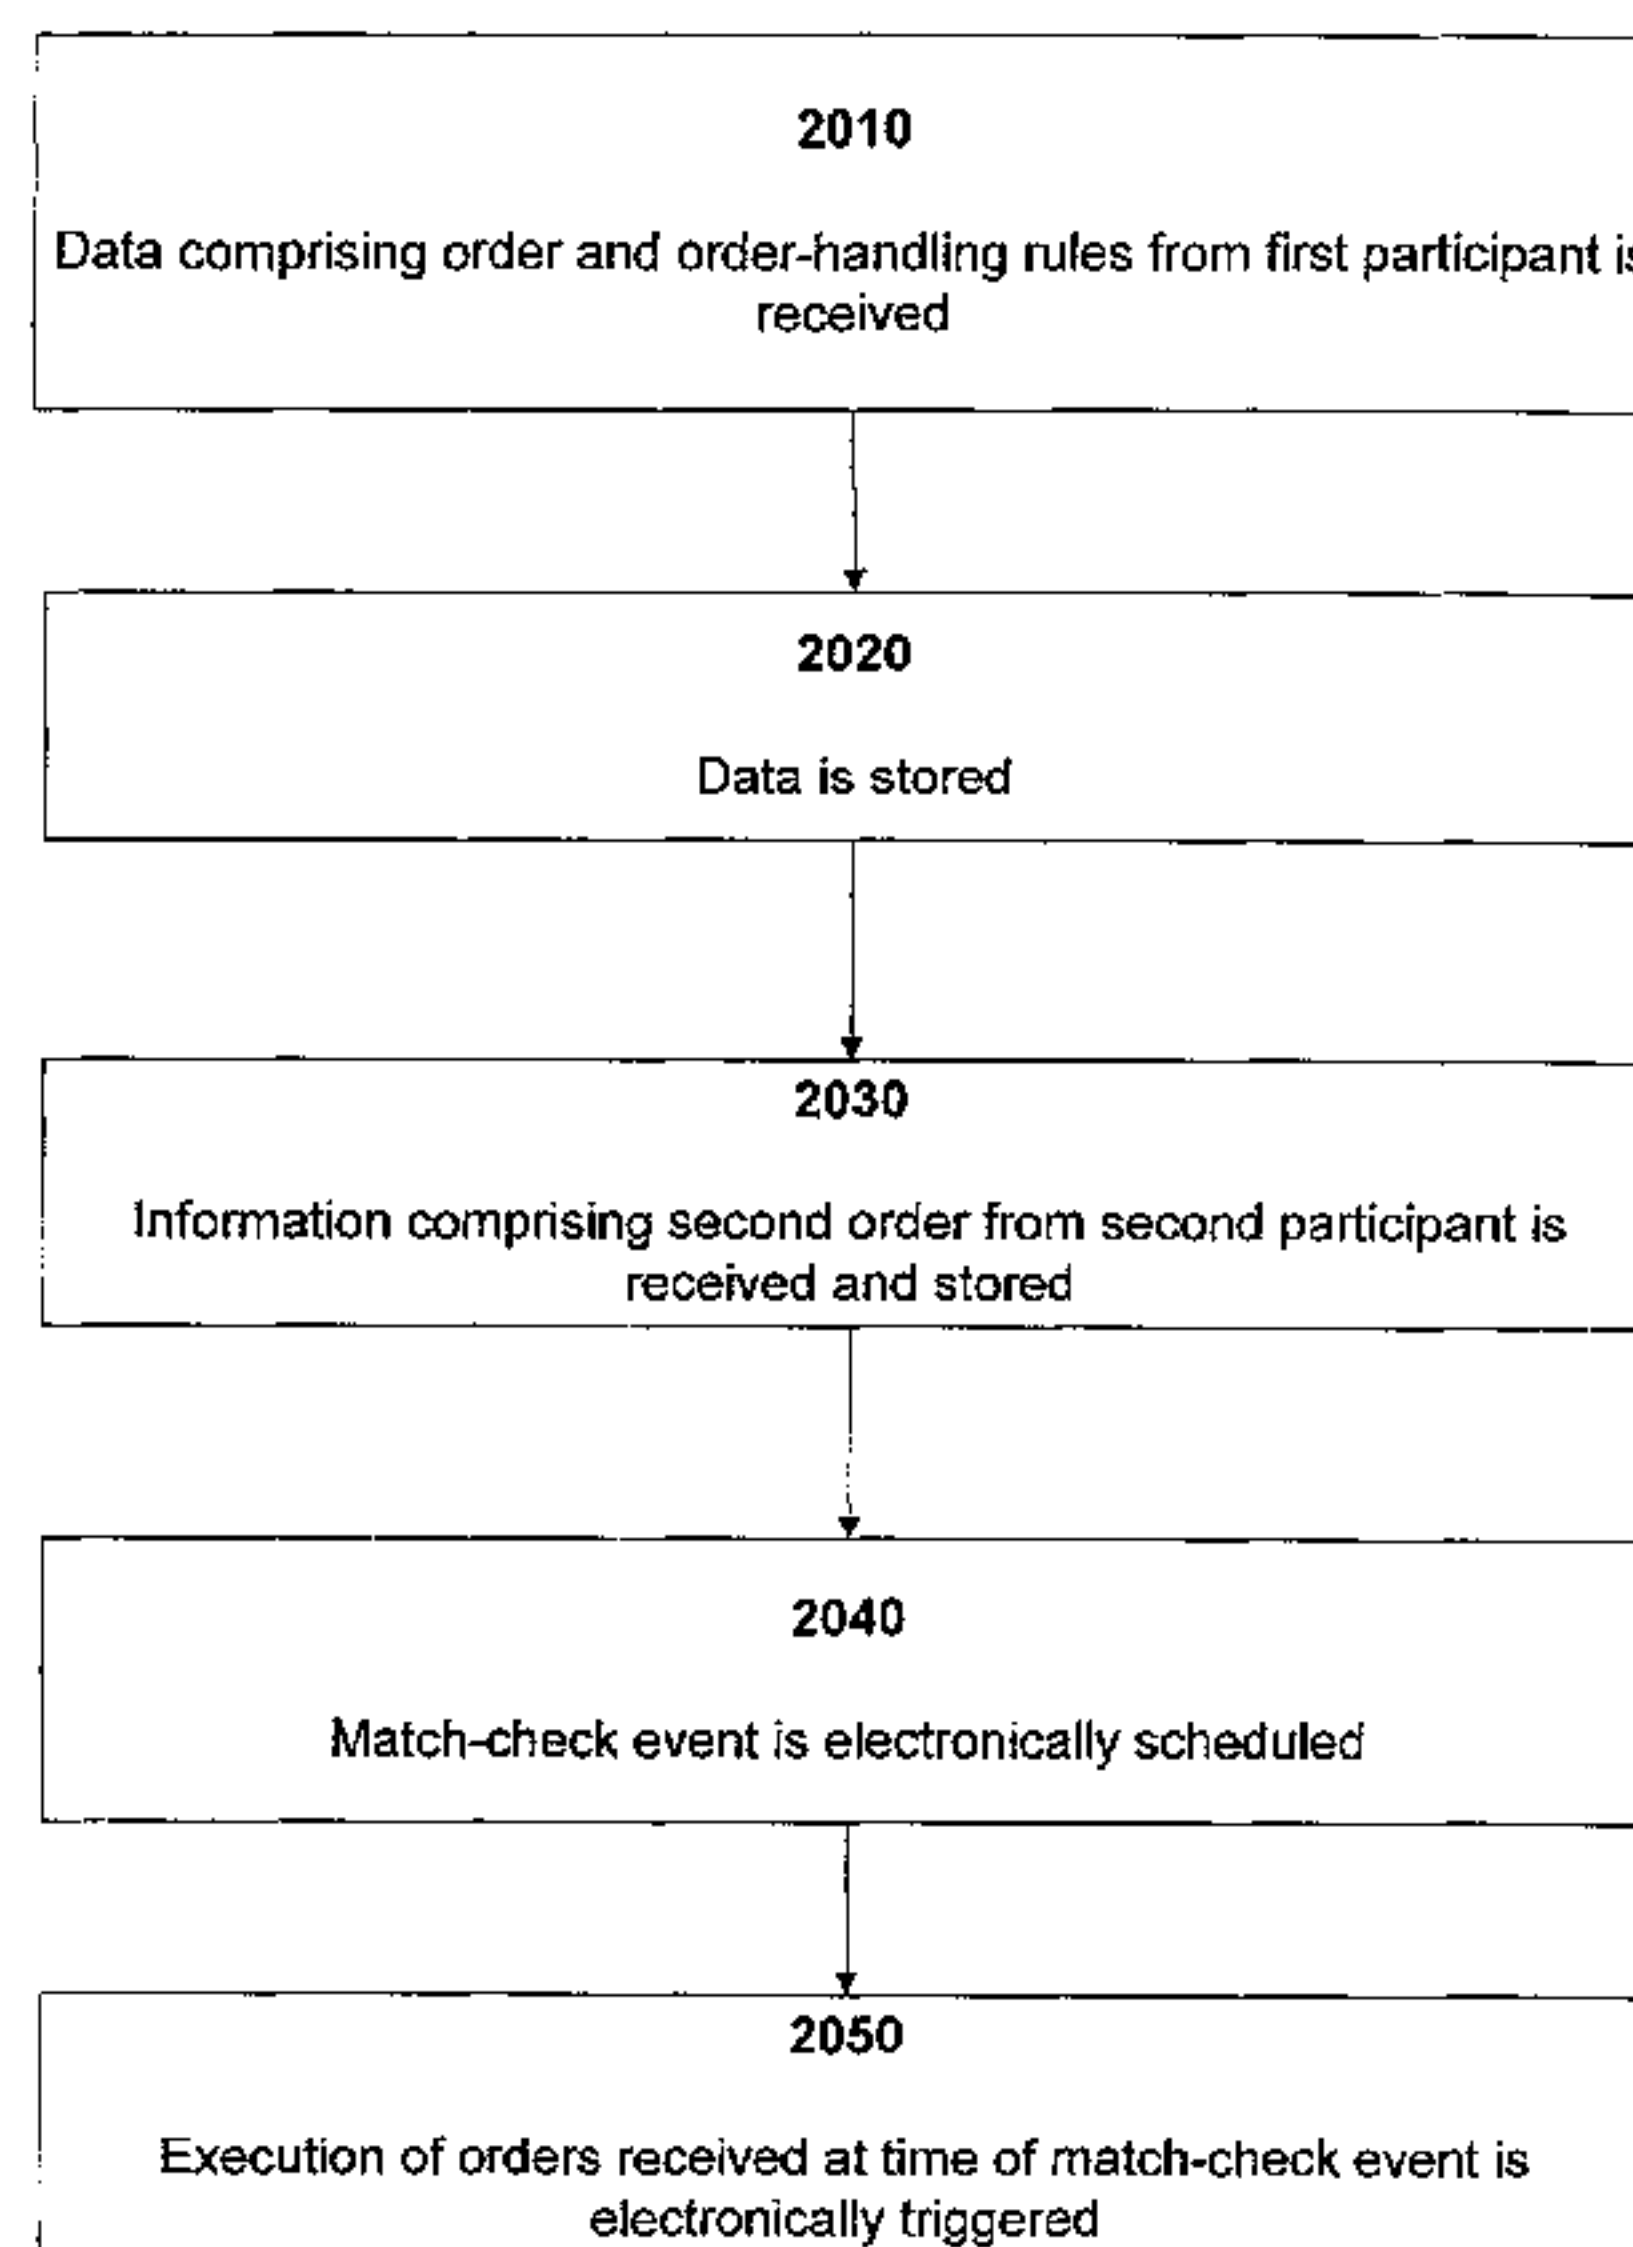 2010
Data comprising order and order-handling rules from first participant is
received
2020
Data is stored
2030
Information comprising second order from second participant is
received and stored
2040
Match-check event is electronically scheduled
2050
Execution of orders received at time of match-check event is
electronically triggered